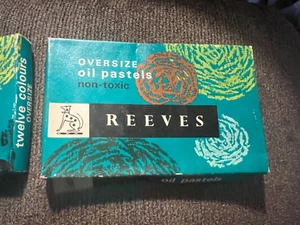 twelve colours
OVERSIZE
OVERSIZE
oil pastels
non-toxic
REEVES
oil pastels